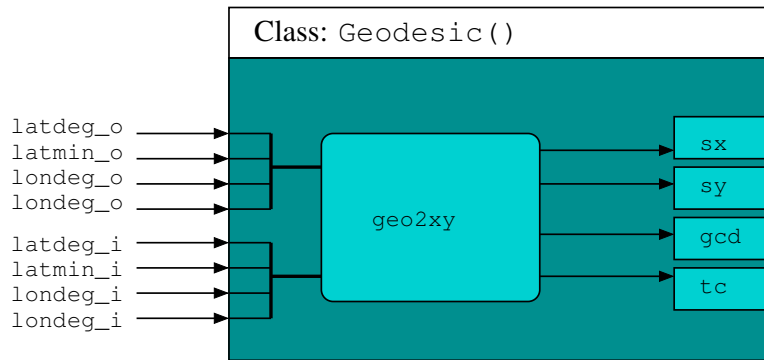 Class: Geodesic()
latdeg_o
latmin_o
londeg_o
londeg_o
latdeg_i
latmin_i
londeg_i
londeg_i
geo2xy
sx
sy
gcd
tc